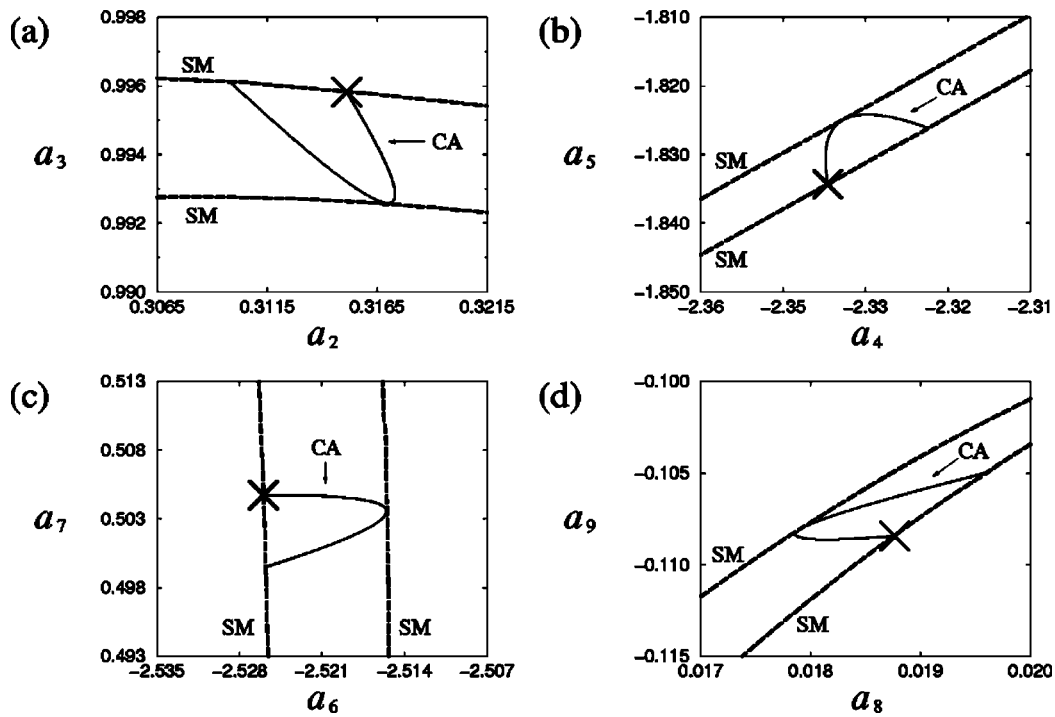 (a)
0.998
0.996
0.994
0.992
0.990
a3
SM
CA
SM
0.3065 0.3115 0.3165 0.3215
a2
(b)
−1.810
−1.820
−1.830
−1.840
−1.850
a5
CA
SM
SM
−2.36 −2.35 −2.33 −2.32 −2.31
a4
(c)
0.513
0.508
0.503
0.498
0.493
a7
CA
SM SM
−2.535 −2.528 −2.521 −2.514 −2.507
a6
(d)
−0.100
−0.105
−0.110
−0.115
a9
CA
SM
SM
0.017 0.018 0.019 0.020
a8